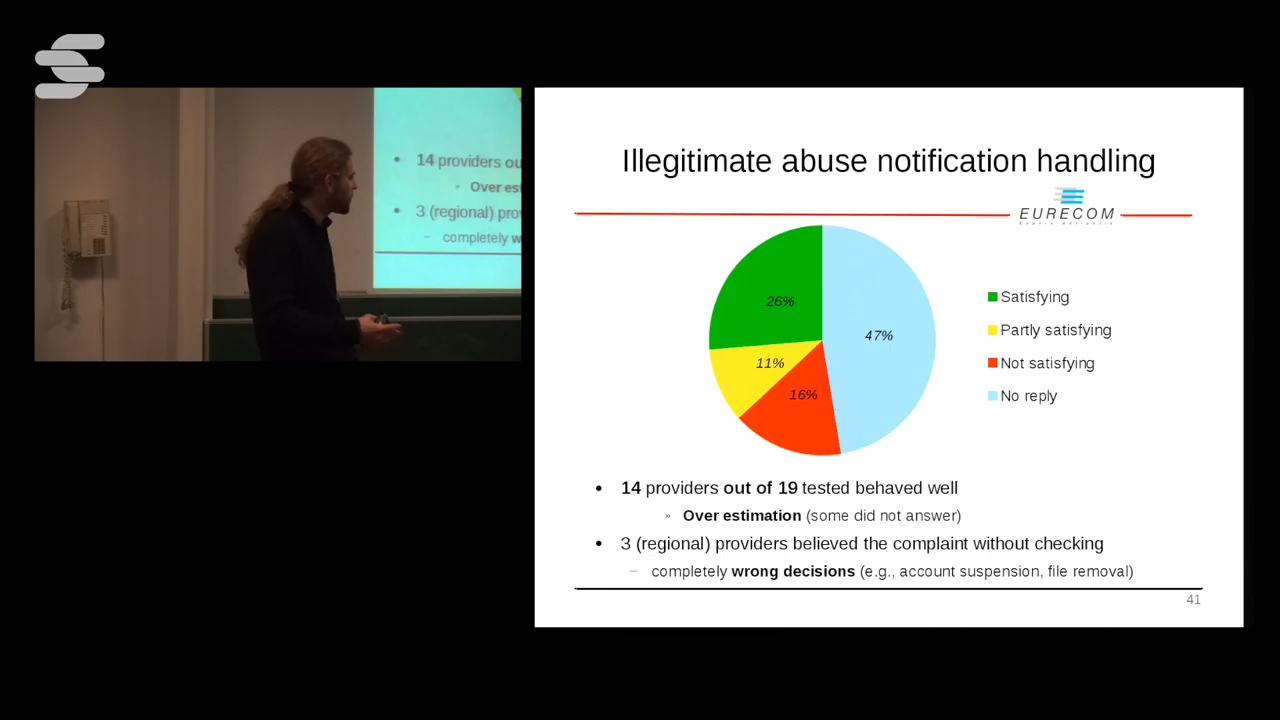 14 providers ou
» Over est
3 (regional) pro
– completely w
Illegitimate abuse notification handling
EURECOM
26%
47%
11%
16%
Satisfying
Partly satisfying
Not satisfying
No reply
• 14 providers out of 19 tested behaved well
» Over estimation (some did not answer)
• 3 (regional) providers believed the complaint without checking
– completely wrong decisions (e.g., account suspension, file removal)
41